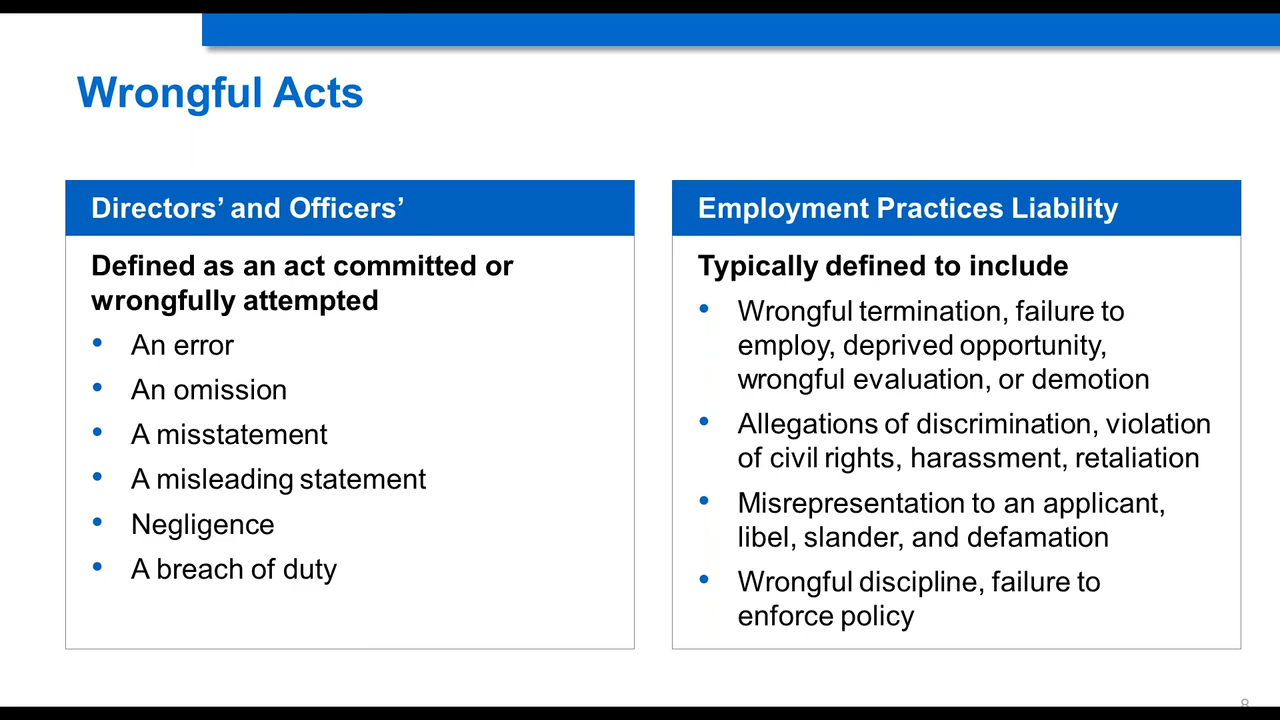 Wrongful Acts
Directors’ and Officers’
Defined as an act committed or
wrongfully attempted
• An error
• An omission
• A misstatement
• A misleading statement
• Negligence
• A breach of duty
Employment Practices Liability
Typically defined to include
• Wrongful termination, failure to
employ, deprived opportunity,
wrongful evaluation, or demotion
• Allegations of discrimination, violation
of civil rights, harassment, retaliation
• Misrepresentation to an applicant,
libel, slander, and defamation
• Wrongful discipline, failure to
enforce policy
8